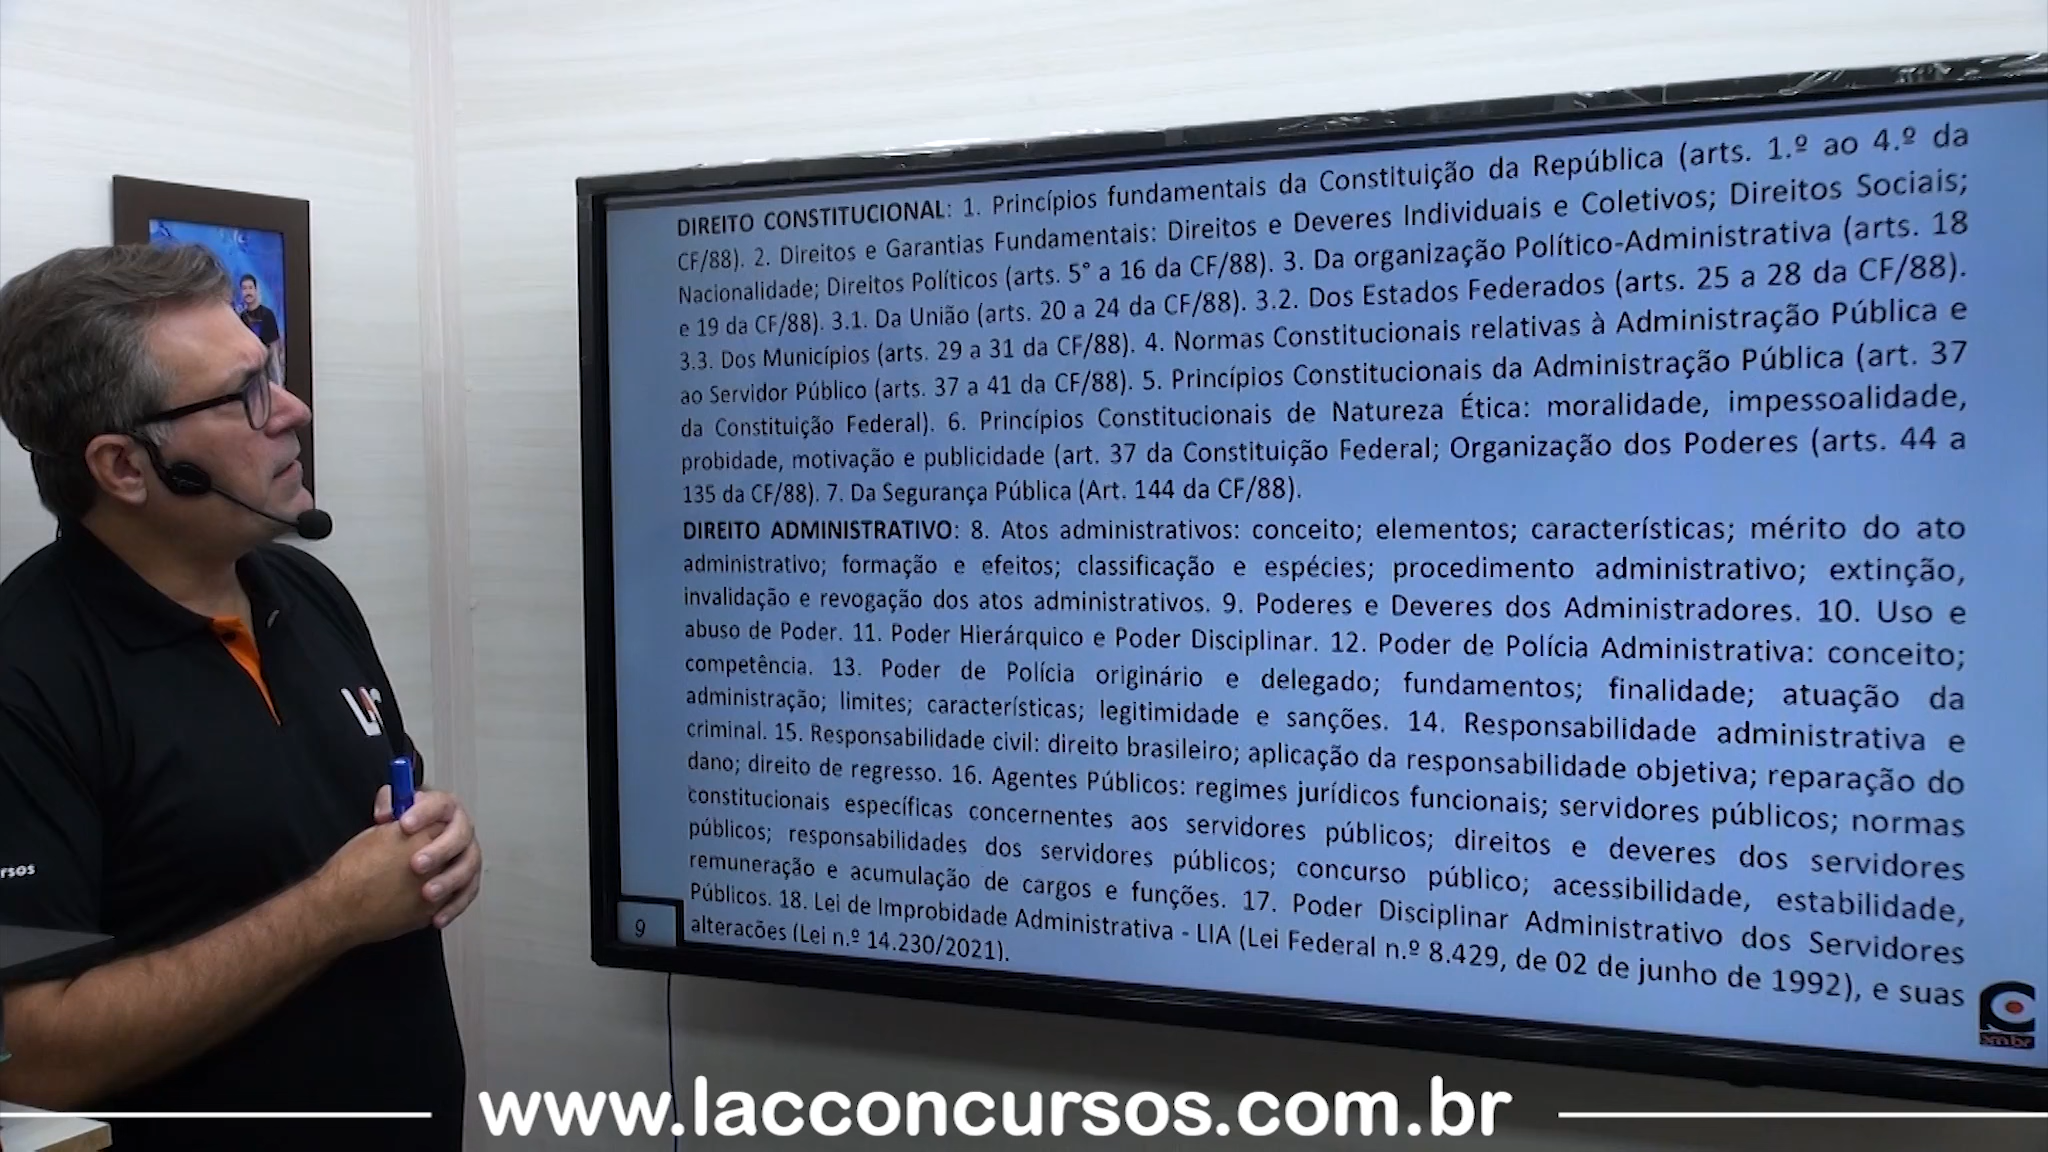 DIREITO CONSTITUCIONAL: 1. Princípios fundamentais da Constituição da República (arts. 1.º ao 4.º da
CF/88). 2. Direitos e Garantias Fundamentais: Direitos e Deveres Individuais e Coletivos; Direitos Sociais;
Nacionalidade; Direitos Políticos (arts. 5° a 16 da CF/88). 3. Da organização Político-Administrativa (arts. 18
e 19 da CF/88). 3.1. Da União (arts. 20 a 24 da CF/88). 3.2. Dos Estados Federados (arts. 25 a 28 da CF/88).
3.3. Dos Municípios (arts. 29 a 31 da CF/88). 4. Normas Constitucionais relativas à Administração Pública e
ao Servidor Público (arts. 37 a 41 da CF/88). 5. Princípios Constitucionais da Administração Pública (art. 37
da Constituição Federal). 6. Princípios Constitucionais de Natureza Ética: moralidade, impessoalidade,
probidade, motivação e publicidade (art. 37 da Constituição Federal; Organização dos Poderes (arts. 44 a
135 da CF/88). 7. Da Segurança Pública (Art. 144 da CF/88).
DIREITO ADMINISTRATIVO: 8. Atos administrativos: conceito; elementos; características; mérito do ato
administrativo; formação e efeitos; classificação e espécies; procedimento administrativo; extinção,
invalidação e revogação dos atos administrativos. 9. Poderes e Deveres dos Administradores. 10. Uso e
abuso de Poder. 11. Poder Hierárquico e Poder Disciplinar. 12. Poder de Polícia Administrativa: conceito;
competência. 13. Poder de Polícia originário e delegado; fundamentos; finalidade; atuação da
administração; limites; características; legitimidade e sanções. 14. Responsabilidade administrativa e
criminal. 15. Responsabilidade civil: direito brasileiro; aplicação da responsabilidade objetiva; reparação do
dano; direito de regresso. 16. Agentes Públicos: regimes jurídicos funcionais; servidores públicos; normas
constitucionais específicas concernentes aos servidores públicos; direitos e deveres dos servidores
públicos; responsabilidades dos servidores públicos; concurso público; acessibilidade, estabilidade,
remuneração e acumulação de cargos e funções. 17. Poder Disciplinar Administrativo dos Servidores
Públicos. 18. Lei de Improbidade Administrativa - LIA (Lei Federal n.º 8.429, de 02 de junho de 1992), e suas
alterações (Lei n.º 14.230/2021).
9
www.lacconcursos.com.br